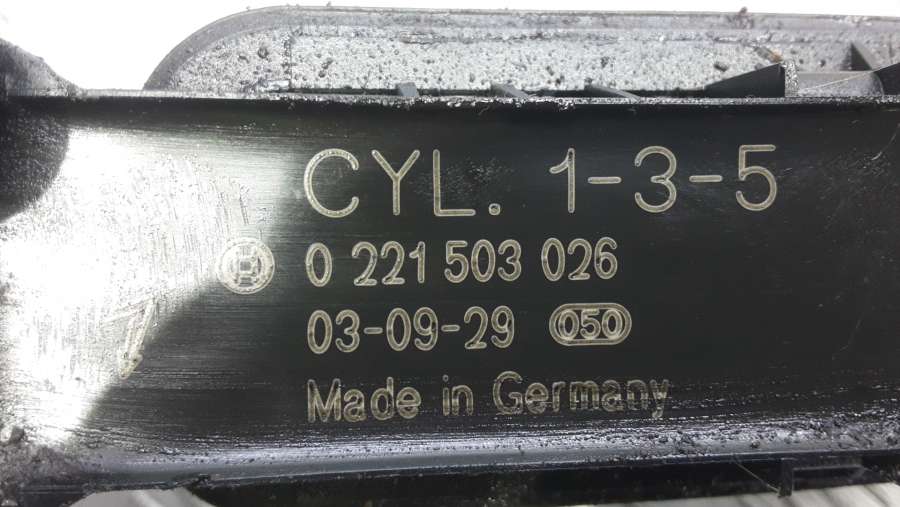 CYL. 1-3-5
0 221 503 026
03-09-29 050
Made in Germany